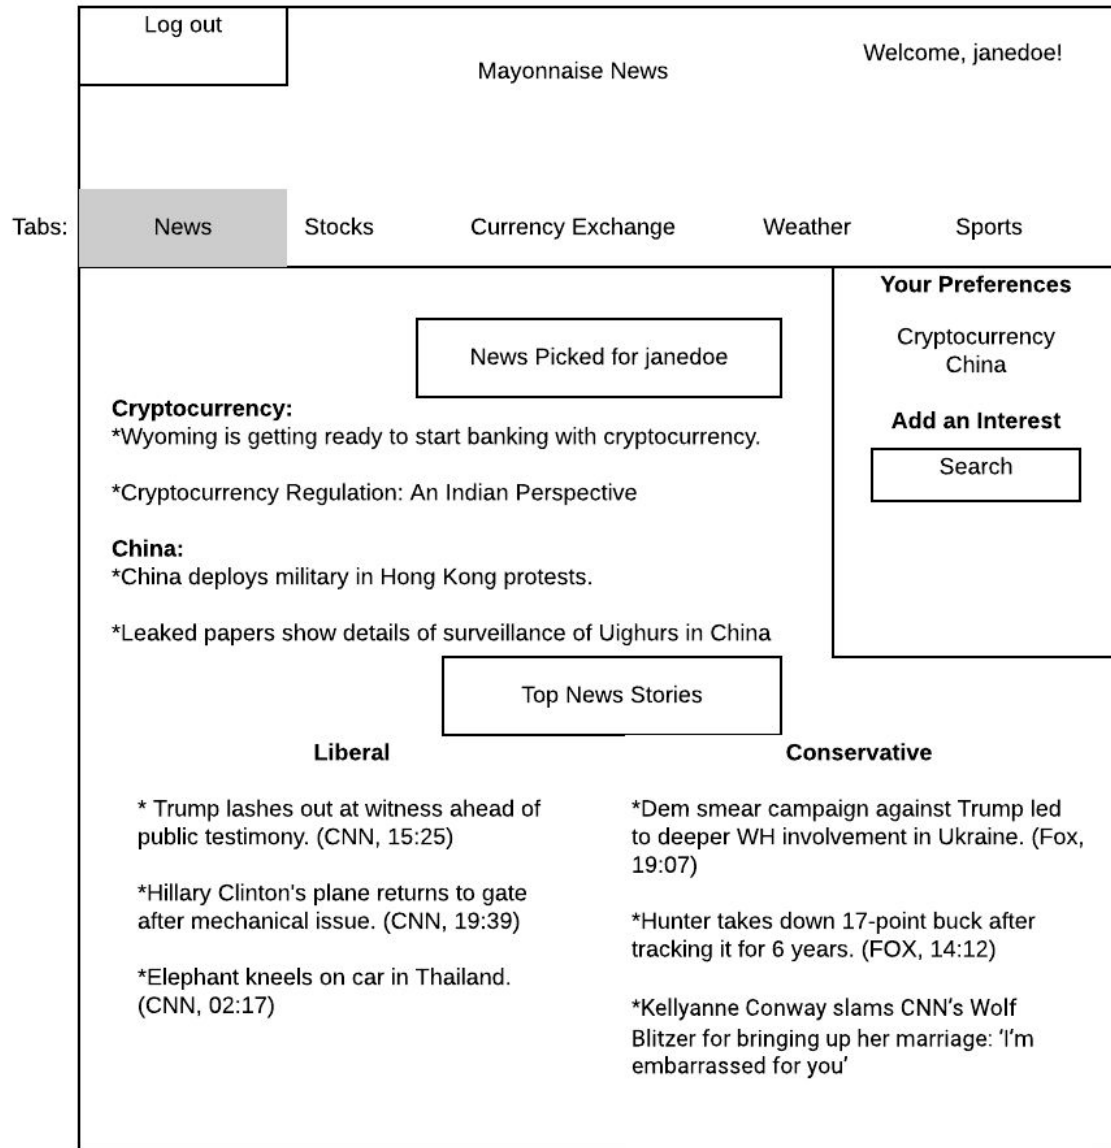 Log out
Mayonnaise News
Welcome, janedoe!
Tabs:
News
Stocks
Currency Exchange
Weather
Sports
Your Preferences
Cryptocurrency
China
Add an Interest
Search
News Picked for janedoe
Cryptocurrency:
*Wyoming is getting ready to start banking with cryptocurrency.
*Cryptocurrency Regulation: An Indian Perspective
China:
*China deploys military in Hong Kong protests.
*Leaked papers show details of surveillance of Uighurs in China
Top News Stories
Liberal
* Trump lashes out at witness ahead of
public testimony. (CNN, 15:25)
*Hillary Clinton's plane returns to gate
after mechanical issue. (CNN, 19:39)
*Elephant kneels on car in Thailand.
(CNN, 02:17)
Conservative
*Dem smear campaign against Trump led
to deeper WH involvement in Ukraine. (Fox,
19:07)
*Hunter takes down 17-point buck after
tracking it for 6 years. (FOX, 14:12)
*Kellyanne Conway slams CNN’s Wolf
Blitzer for bringing up her marriage: ‘I’m
embarrassed for you’